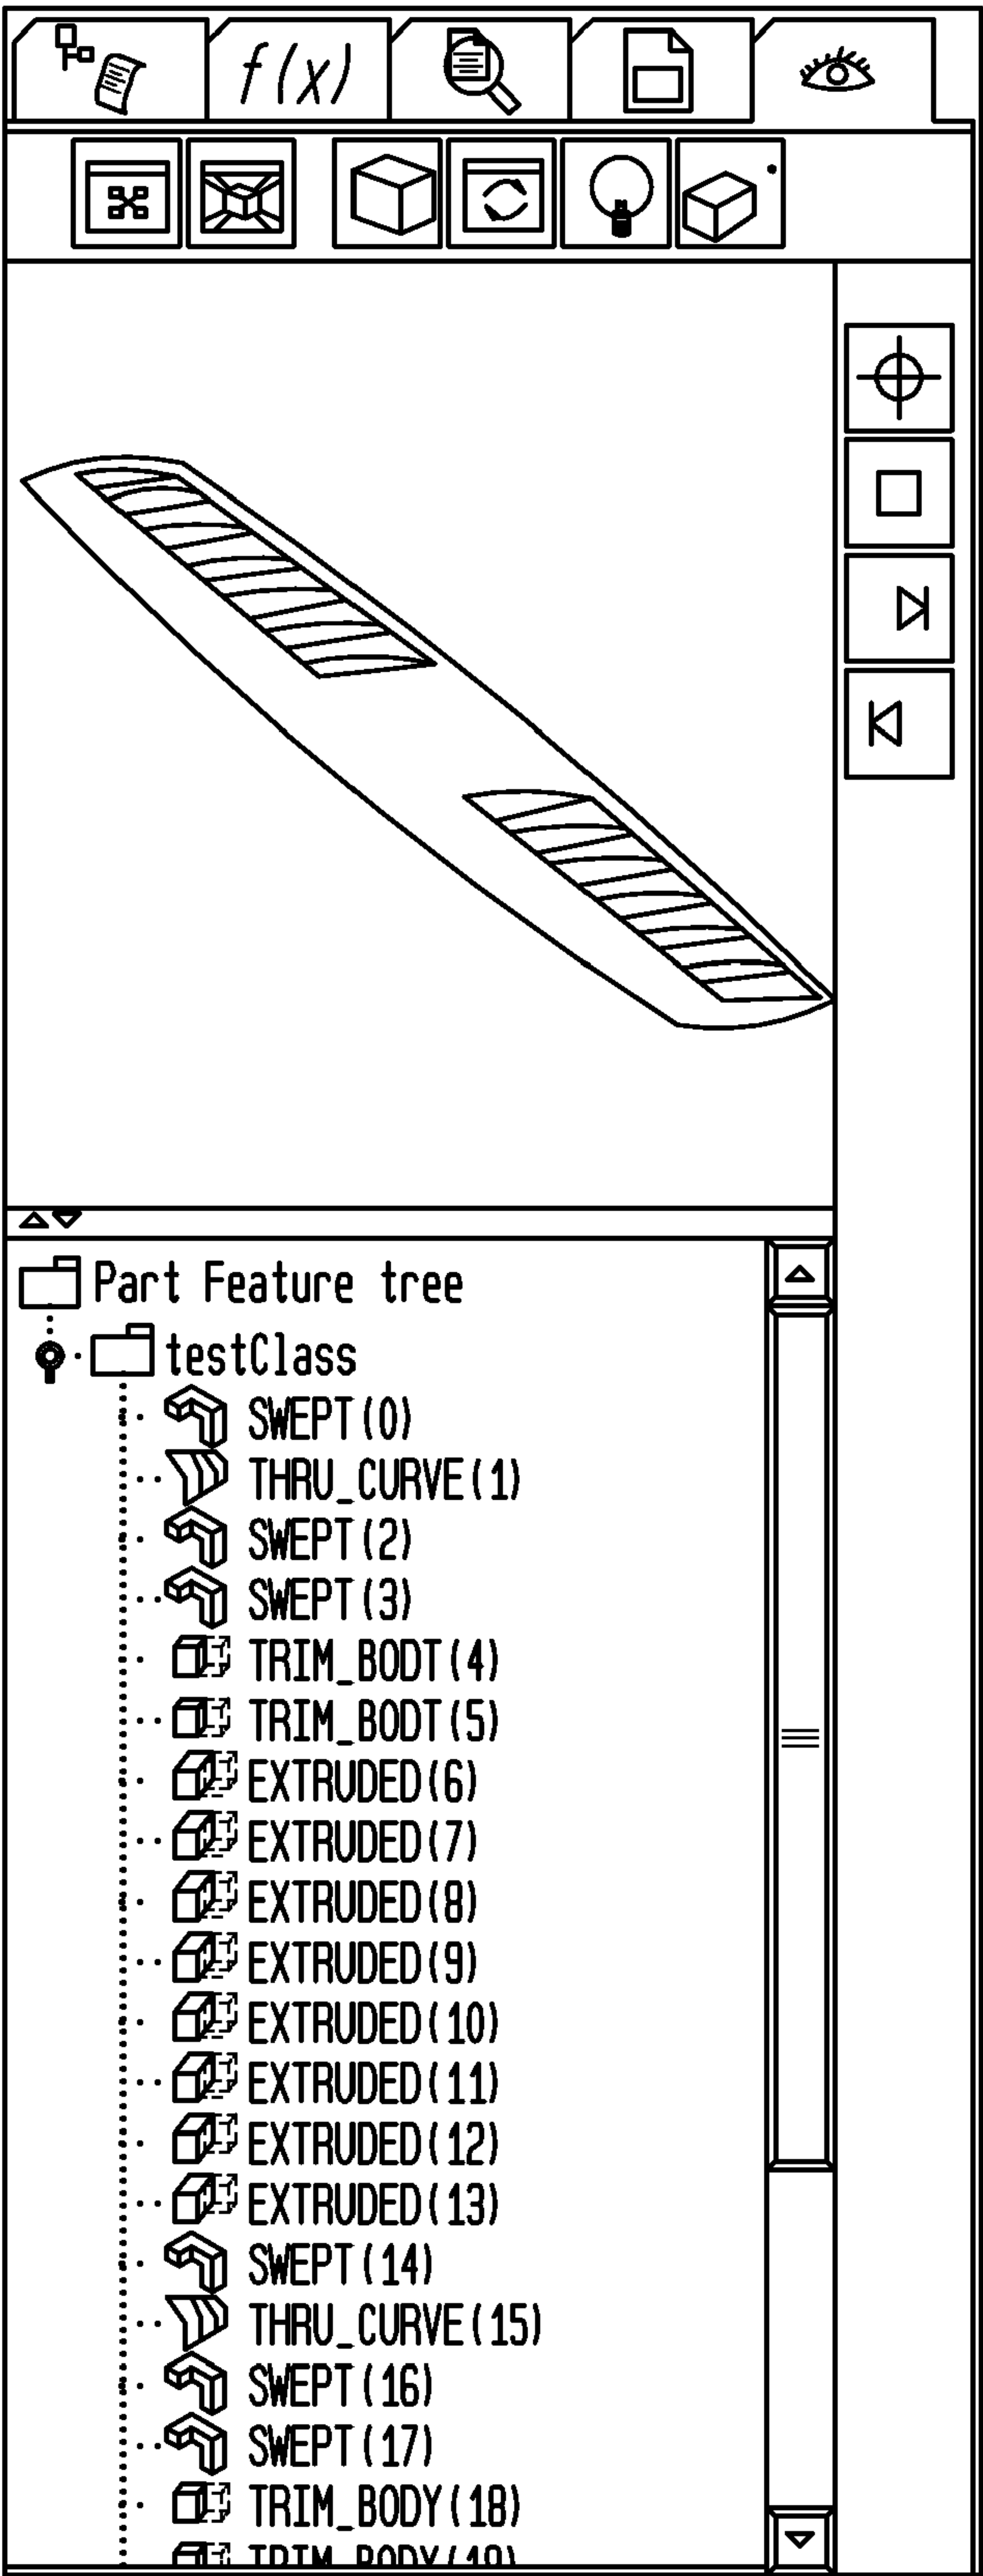 f(x)
Part Feature tree
testClass
SWEPT(0)
THRU_CURVE(1)
SWEPT(2)
SWEPT(3)
TRIM_BODT(4)
TRIM_BODT(5)
EXTRUDED(6)
EXTRUDED(7)
EXTRUDED(8)
EXTRUDED(9)
EXTRUDED(10)
EXTRUDED(11)
EXTRUDED(12)
EXTRUDED(13)
SWEPT(14)
THRU_CURVE(15)
SWEPT(16)
SWEPT(17)
TRIM_BODY(18)
TRIM_BODY(19)